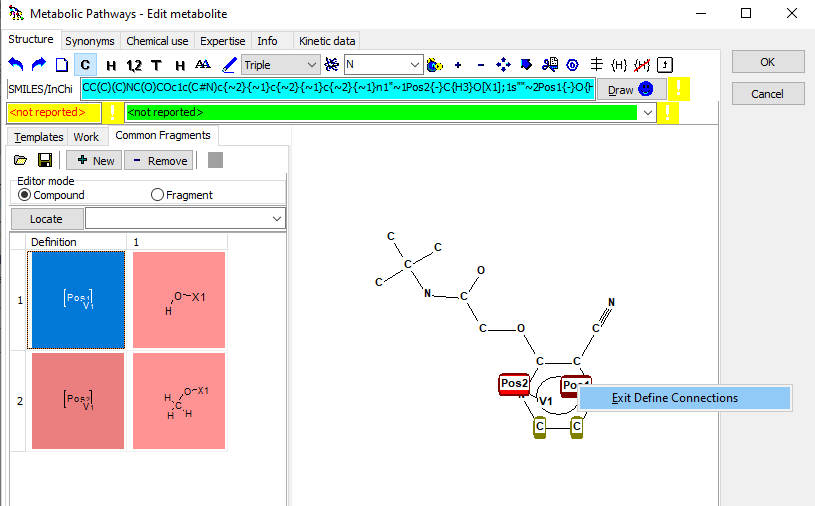 Metabolic Pathways - Edit metabolite
Structure Synonyms Chemical use Expertise Info Kinetic data
C H 1,2 T H AA Triple N {H} {H}
OK
SMILES/InChi CC(C)(C)NC(O)COc1c(C#N)c{~2}{~1}c{~2}{~1}c{~2}{~1}n1"~1Pos2{-}C{H3}O[X1];1s""~2Pos1{-}O{H Draw !
Cancel
<not reported> ! <not reported> !
Templates Work Common Fragments
+ New - Remove
Editor mode
Compound Fragment
Locate
Definition 1
1 [Pos1] V1 H O X1
2 [Pos2] V1 H C H H O X1
C
C
C
C
O
N
C
C
O
C
N
C
C
Pos2
Pos1
N
V1
Exit Define Connections
C
C